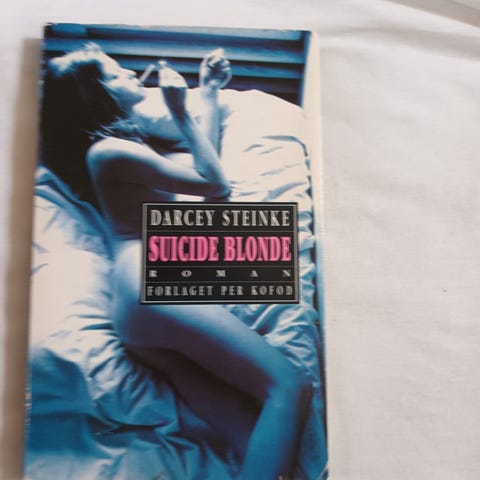 DARCEY STEINKE
SUICIDE BLONDE
ROMAN
FORLAGET PER KOFOD